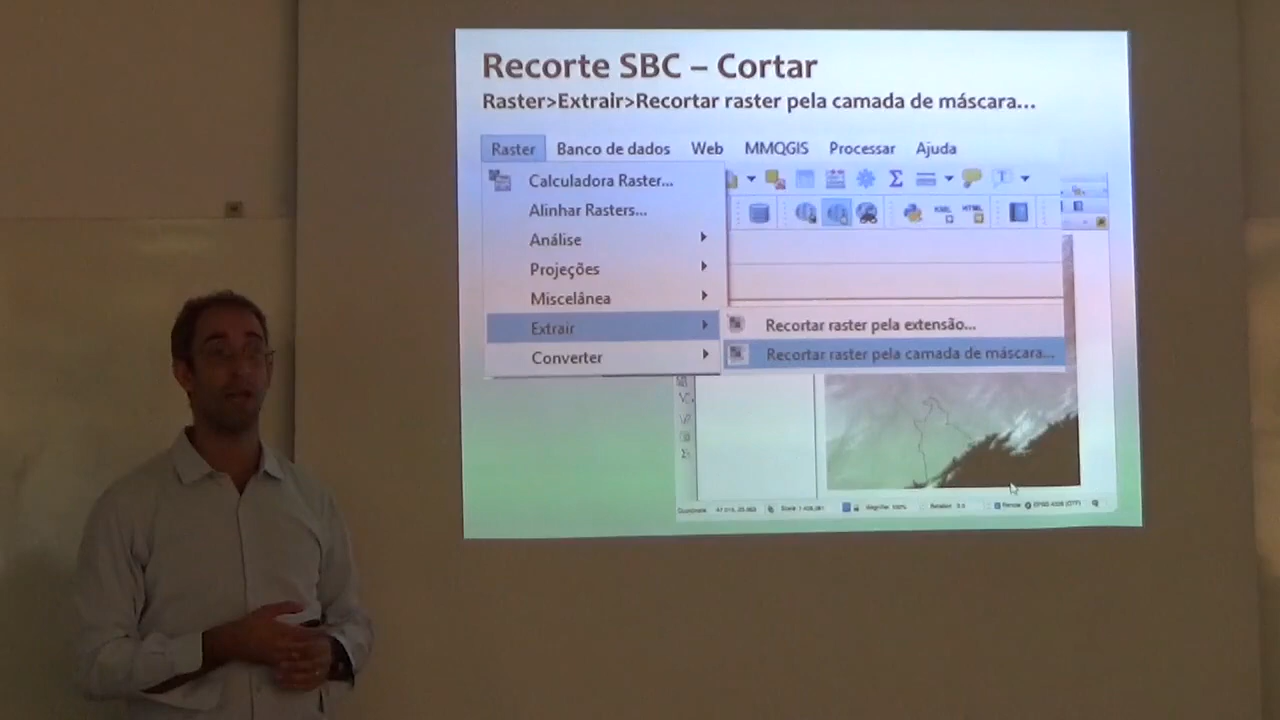 Recorte SBC – Cortar
Raster>Extrair>Recortar raster pela camada de máscara...
Raster Banco de dados Web MMQGIS Processar Ajuda
Calculadora Raster...
Alinhar Rasters...
Análise
Projeções
Miscelânea
Extrair
Recortar raster pela extensão...
Converter
Recortar raster pela camada de máscara...